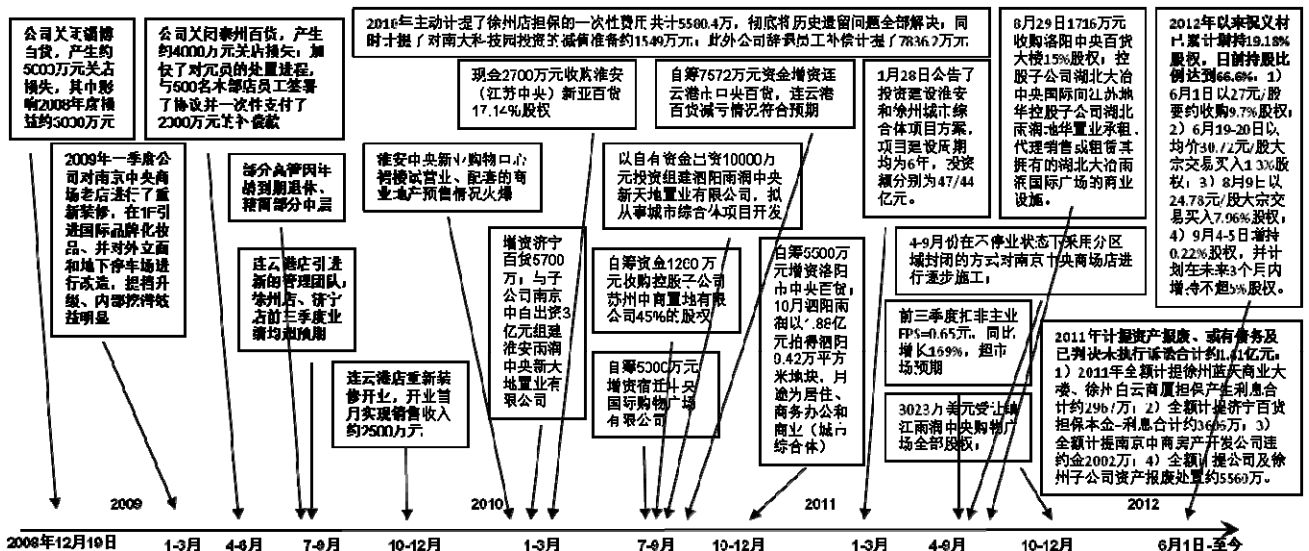 公司关闭淄博
百货，产生约
5000万元关店
损失，其中影
响2008年度损
益约3000万元
公司关闭泰州百货，产生
约4000万元关店损失；加
快了对冗员的处置进程，
与500名本部店员工签署
了协议并一次性支付了
2300万元的补偿款
2010年主动计提了徐州店担保的一次性费用共计5580.4万，彻底将历史遗留问题全部解决；同
时计提了对南大科技园投资的减值准备约1549万元；此外公司辞退员工补偿计提了7836.2万元
8月29日1716万元
收购洛阳中央百货
大楼15%股权；控
股子公司湖北大冶
中央国际向江苏地
华控股子公司湖北
雨润地华置业承租、
代理销售或租赁其
拥有的湖北大冶雨
润国际广场的商业
设施。
2012年以来祝义材
已累计增持19.18%
股权，目前持股比
例达到66.6%：1）
6月1日以27元/股
要约收购9.7%股权；
2）6月19-20日以
均价30.72元/股大
宗交易买入1.3%股
权；3）8月9日以
24.78元/股大宗交
易买入7.96%股权；
4）9月4-5日增持
0.22%股权，并计
划在未来3个月内
增持不超5%股权。
2009年一季度公
司对南京中央商
场老店进行了重
新装修，在1F引
进国际品牌化妆
品、并对外立面
和地下停车场进
行改造，提档升
级、内部挖潜效
益明显
部分高管因年
龄到期退休、
精简部分中层
连云港店引进
新的管理团队；
徐州店、济宁
店前三季度业
绩均超预期
连云港店重新装
修开业，开业首
月实现销售收入
约2500万元
现金2700万元收购淮安
（江苏中央）新亚百货
17.14%股权
淮安中央新亚购物中心
裙楼试营业、配套的商
业地产预售情况火爆
增资济宁
百货5700
万；与子
公司南京
中商出资3
亿元组建
淮安雨润
中央新天
地置业有
限公司
自筹7572万元资金增资连
云港市中央百货，连云港
百货减亏情况符合预期
以自有资金出资10000万
元投资组建泗阳雨润中央
新天地置业有限公司，拟
从事城市综合体项目开发
自筹资金1260万
元收购控股子公司
苏州中商置地有限
公司45%的股权
自筹5000万元
增资宿迁中央
国际购物广场
有限公司
自筹5500万
元增资洛阳
市中央百货；
10月泗阳雨
润以1.88亿
元拍得泗阳
9.42万平方
米地块，用
途为居住、
商务办公和
商业（城市
综合体）
1月28日公告了
投资建设淮安
和徐州城市综
合体项目方案，
项目建设周期
均为6年，投资
额分别为47/44
亿元。
4-9月份在不停业状态下采用分区
域封闭的方式对南京中央商场店进
行逐步施工；
前三季度扣非主业
EPS=0.65元，同比
增长169%，超市
场预期
3023万美元受让镇
江雨润中央购物广
场全部股权；
2011年计提资产报废、或有债务及
已判决未执行诉讼合计约1.41亿元：
1）2011年全额计提徐州蓝天商业大
楼、徐州白云商厦担保产生利息合
计约2967万；2）全额计提济宁百货
担保本金+利息合计约3606万；3）
全额计提南京中商房产开发公司违
约金2002万；4）全额计提公司及徐
州子公司资产报废处置约5560万。
2009 2010 2011 2012
2008年12月19日 1-3月 4-6月 7-9月 10-12月 1-3月 7-9月 10-12月 1-3月 4-9月 10-12月 6月1日-至今